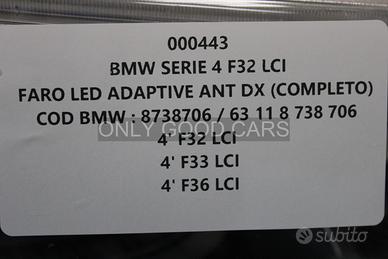 000443
BMW SERIE 4 F32 LCI
FARO LED ADAPTIVE ANT DX (COMPLETO)
COD BMW : 8738706 / 63 11 8 738 706
ONLY GOOD CARS
4' F32 LCI
4' F33 LCI
4' F36 LCI
subito